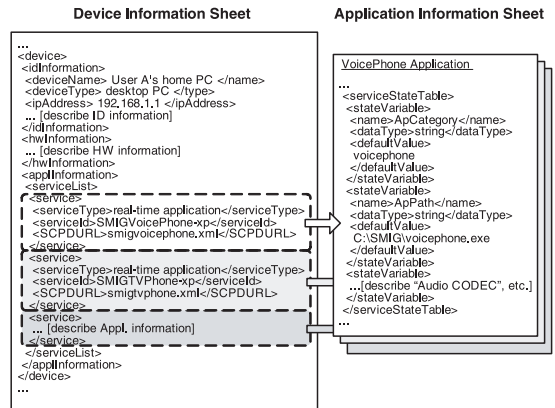 Device Information Sheet
...
<device>
<idInformation>
<deviceName> User A's home PC </name>
<deviceType> desktop PC </type>
<ipAddress> 192.168.1.1 </ipAddress>
... [describe ID information]
</idInformation>
<hwInformation>
... [describe HW information]
</hwInformation>
<applInformation>
<serviceList>
<service>
<serviceType>real-time application</serviceType>
<serviceId>SMIGVoicePhone-xp</serviceId>
<SCPDURL>smigvoicephone.xml</SCPDURL>
</service>
<service>
<serviceType>real-time application</serviceType>
<serviceId>SMIGTVPhone-xp</serviceId>
<SCPDURL>smigtvphone.xml</SCPDURL>
</service>
<service>
... [describe Appl. information]
</service>
</serviceList>
</applInformation>
</device>
...
Application Information Sheet
VoicePhone Application
...
<serviceStateTable>
<stateVariable>
<name>ApCategory</name>
<dataType>string</dataType>
<defaultValue>
voicephone
</defaultValue>
</stateVariable>
<stateVariable>
<name>ApPath</name>
<dataType>string</dataType>
<defaultValue>
C:\SMIG\voicephone.exe
</defaultValue>
</stateVariable>
<stateVariable>
...[describe "Audio CODEC", etc.]
</stateVariable>
</serviceStateTable>
...